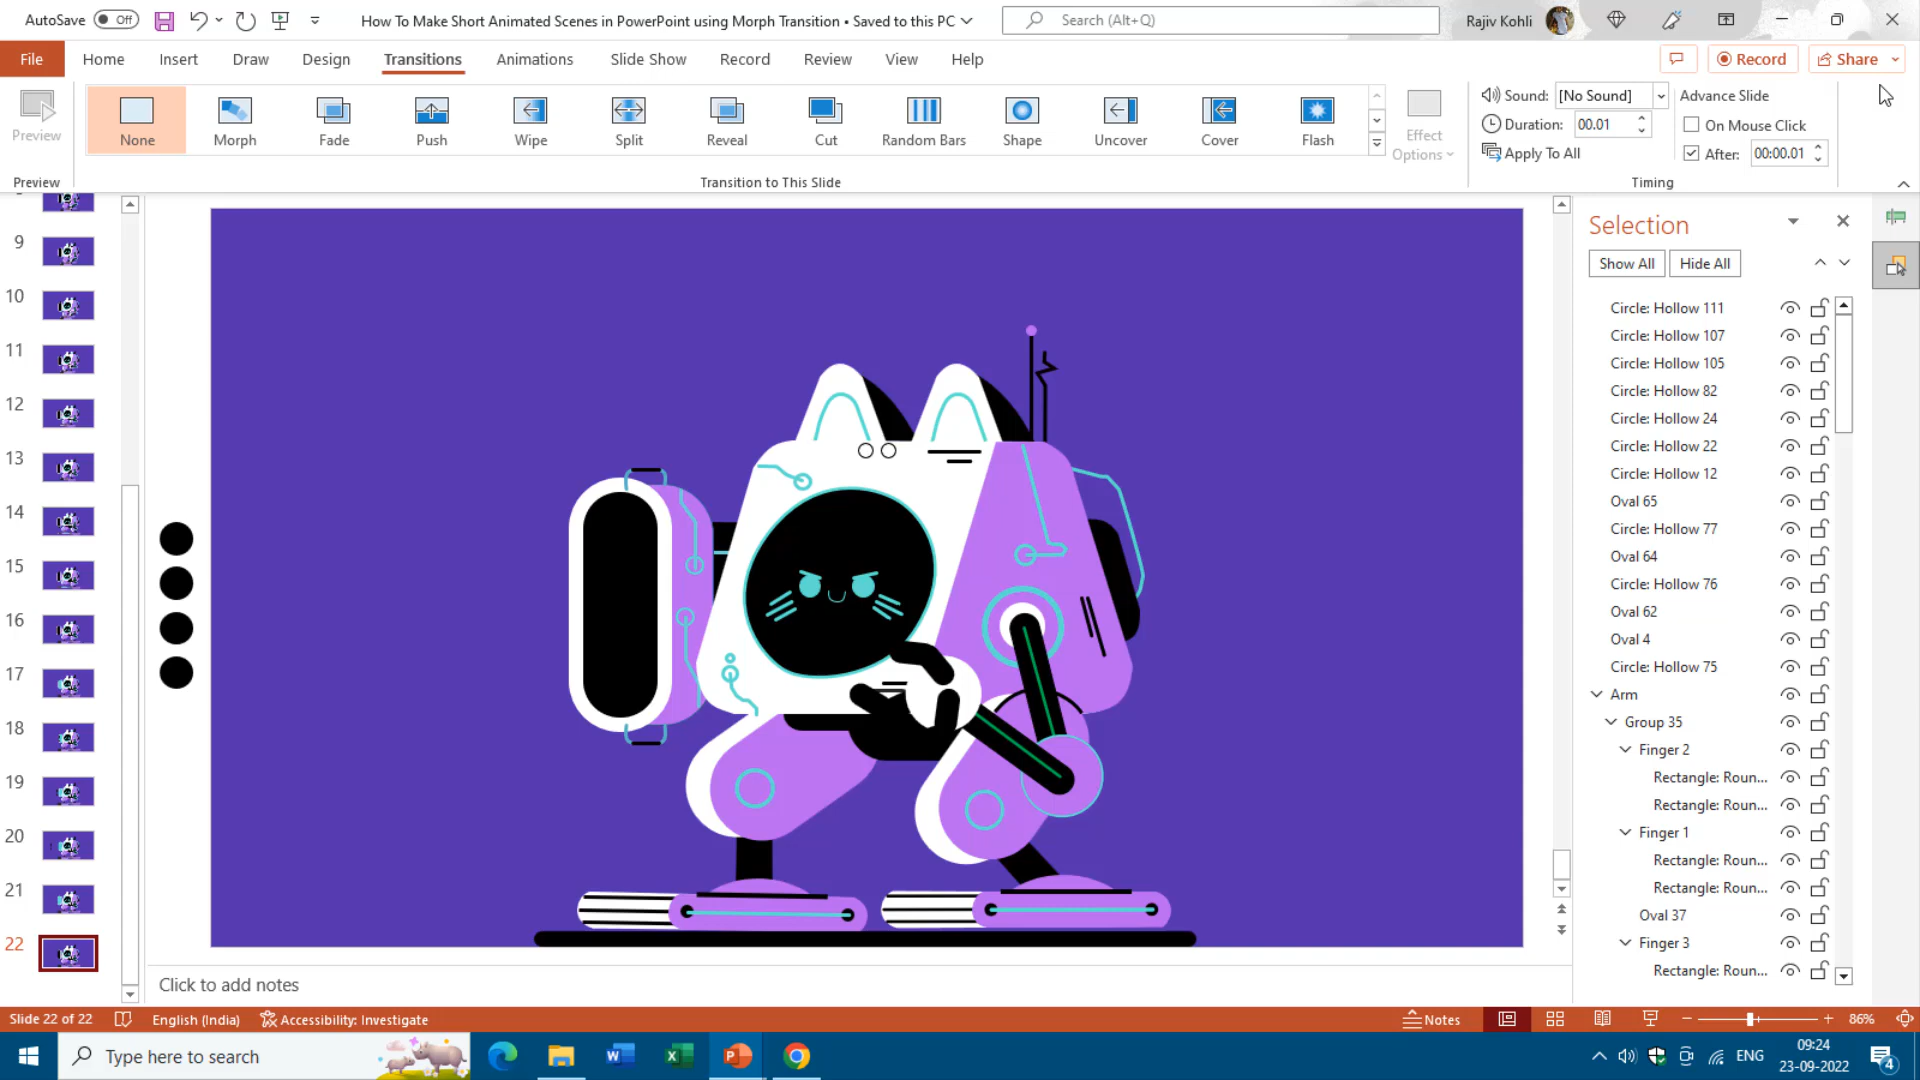 AutoSave Off How To Make Short Animated Scenes in PowerPoint using Morph Transition • Saved to this PC Search (Alt+Q) Rajiv Kohli
File Home Insert Draw Design Transitions Animations Slide Show Record Review View Help Record Share
Preview None Morph Fade Push Wipe Split Reveal Cut Random Bars Shape Uncover Cover Flash Effect Options
Sound: [No Sound] Advance Slide
Duration: 00.01 On Mouse Click
Apply To All After: 00:00.01
Preview Transition to This Slide Timing
Selection
Show All Hide All
Circle: Hollow 111
Circle: Hollow 107
Circle: Hollow 105
Circle: Hollow 82
Circle: Hollow 24
Circle: Hollow 22
Circle: Hollow 12
Oval 65
Circle: Hollow 77
Oval 64
Circle: Hollow 76
Oval 62
Oval 4
Circle: Hollow 75
Arm
Group 35
Finger 2
Rectangle: Roun...
Rectangle: Roun...
Finger 1
Rectangle: Roun...
Rectangle: Roun...
Oval 37
Finger 3
Rectangle: Roun...
9
10
11
12
13
14
15
16
17
18
19
20
21
22
Click to add notes
Slide 22 of 22 English (India) Accessibility: Investigate Notes 86%
Type here to search ENG 09:24
23-09-2022
4